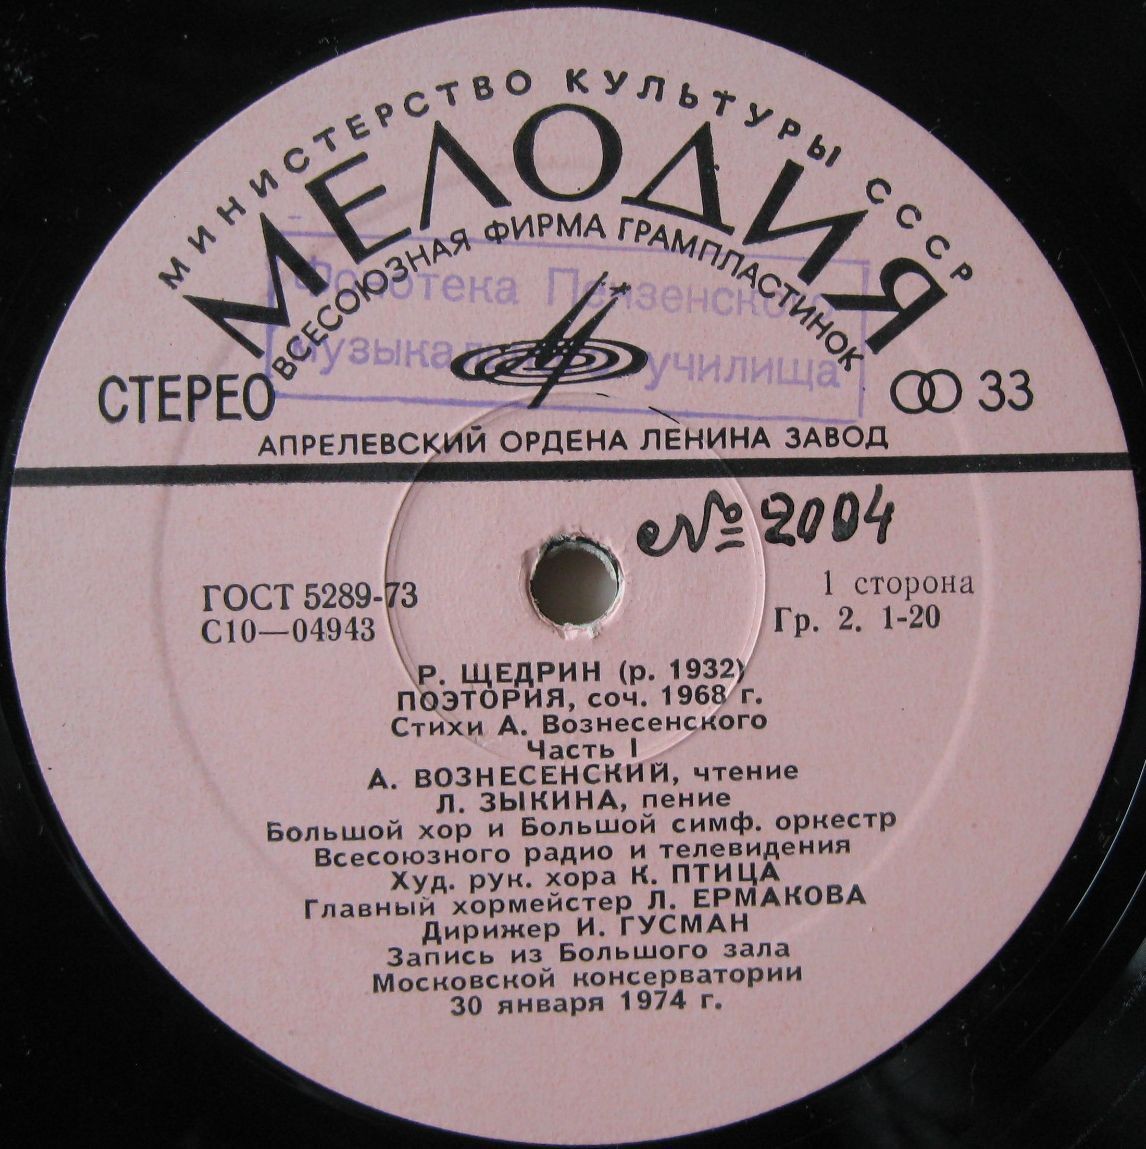 МИНИСТЕРСТВО КУЛЬТУРЫ СССР
МЕЛОДИЯ
ВСЕСОЮЗНАЯ ФИРМА ГРАМПЛАСТИНОК
Фонотека Пензенского
музыкального училища
СТЕРЕО
33
АПРЕЛЕВСКИЙ ОРДЕНА ЛЕНИНА ЗАВОД
№ 2004
ГОСТ 5289-73
С10—04943
1 сторона
Гр. 2. 1-20
Р. ЩЕДРИН (р. 1932)
ПОЭТОРИЯ, соч. 1968 г.
Стихи А. Вознесенского
Часть I
А. ВОЗНЕСЕНСКИЙ, чтение
Л. ЗЫКИНА, пение
Большой хор и Большой симф. оркестр
Всесоюзного радио и телевидения
Худ. рук. хора К. ПТИЦА
Главный хормейстер Л. ЕРМАКОВА
Дирижер И. ГУСМАН
Запись из Большого зала
Московской консерватории
30 января 1974 г.